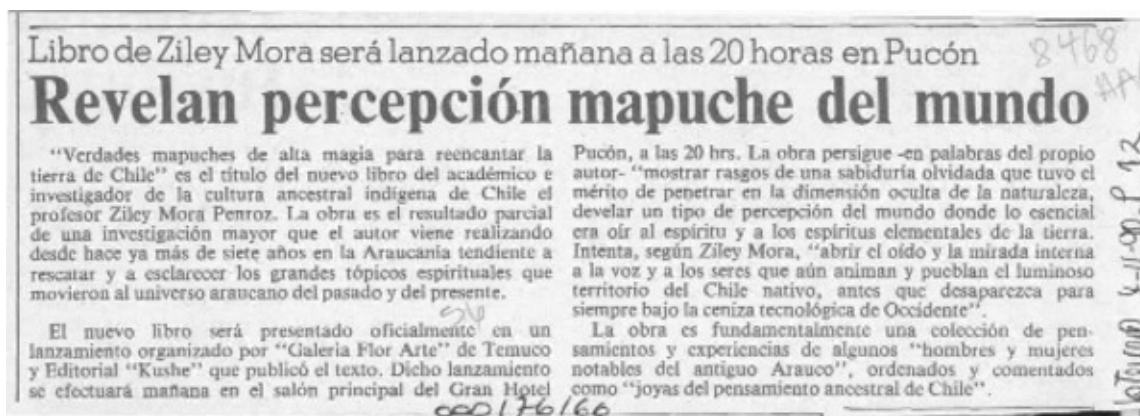 Libro de Ziley Mora será lanzado mañana a las 20 horas en Pucón
Revelan percepción mapuche del mundo
"Verdades mapuches de alta magia para reencantar la
tierra de Chile" es el título del nuevo libro del académico e
investigador de la cultura ancestral indígena de Chile el
profesor Ziley Mora Penroz. La obra es el resultado parcial
de una investigación mayor que el autor viene realizando
desde hace ya más de siete años en la Araucanía tendiente a
rescatar y a esclarecer los grandes tópicos espirituales que
movieron al universo araucano del pasado y del presente.
El nuevo libro será presentado oficialmente en un
lanzamiento organizado por "Galería Flor Arte" de Temuco
y Editorial "Kushe" que publicó el texto. Dicho lanzamiento
se efectuará mañana en el salón principal del Gran Hotel
Pucón, a las 20 hrs. La obra persigue -en palabras del propio
autor- "mostrar rasgos de una sabiduría olvidada que tuvo el
mérito de penetrar en la dimensión oculta de la naturaleza,
develar un tipo de percepción del mundo donde lo esencial
era oír al espíritu y a los espíritus elementales de la tierra.
Intenta, según Ziley Mora, "abrir el oído y la mirada interna
a la voz y a los seres que aún animan y pueblan el luminoso
territorio del Chile nativo, antes que desaparezca para
siempre bajo la ceniza tecnológica de Occidente".
La obra es fundamentalmente una colección de pen-
samientos y experiencias de algunos "hombres y mujeres
notables del antiguo Arauco", ordenados y comentados
como "joyas del pensamiento ancestral de Chile".
8468
000176166